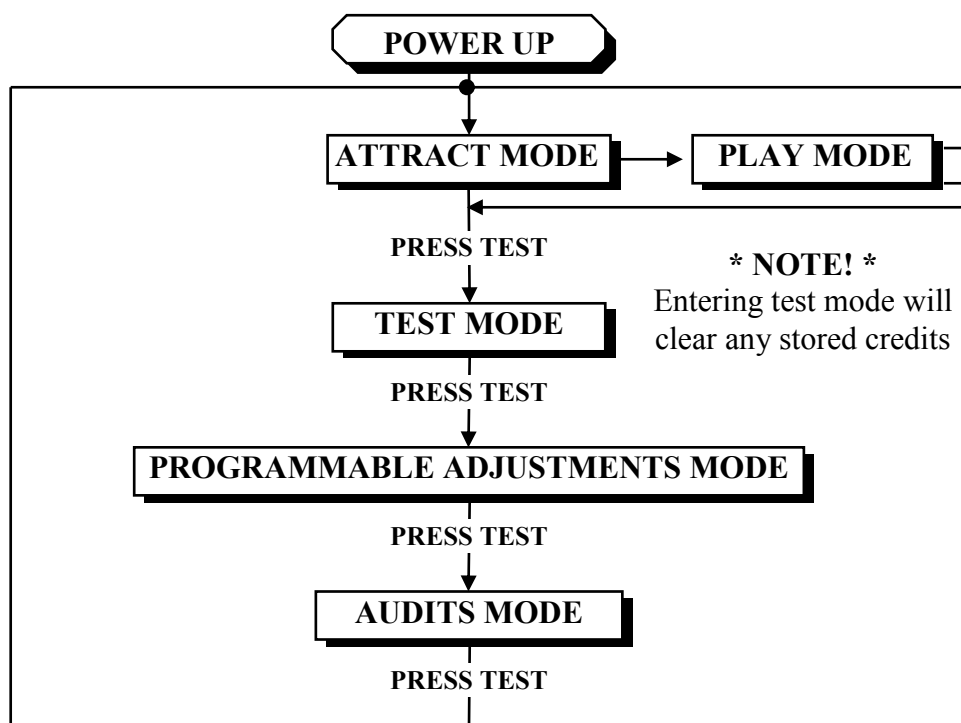 POWER UP
ATTRACT MODE
PLAY MODE
PRESS TEST
* NOTE! *
Entering test mode will
clear any stored credits
TEST MODE
PRESS TEST
PROGRAMMABLE ADJUSTMENTS MODE
PRESS TEST
AUDITS MODE
PRESS TEST